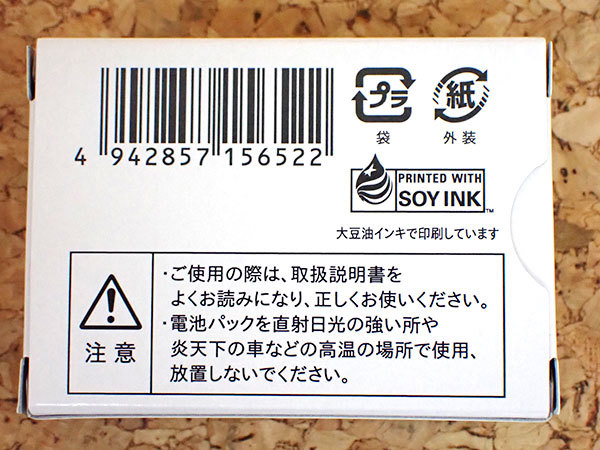 4 942857 156522
プラ
袋
紙
外装
PRINTED WITH
SOY INK™
大豆油インキで印刷しています
注意
・ご使用の際は、取扱説明書を
よくお読みになり、正しくお使いください。
・電池パックを直射日光の強い所や
炎天下の車などの高温の場所で使用、
放置しないでください。